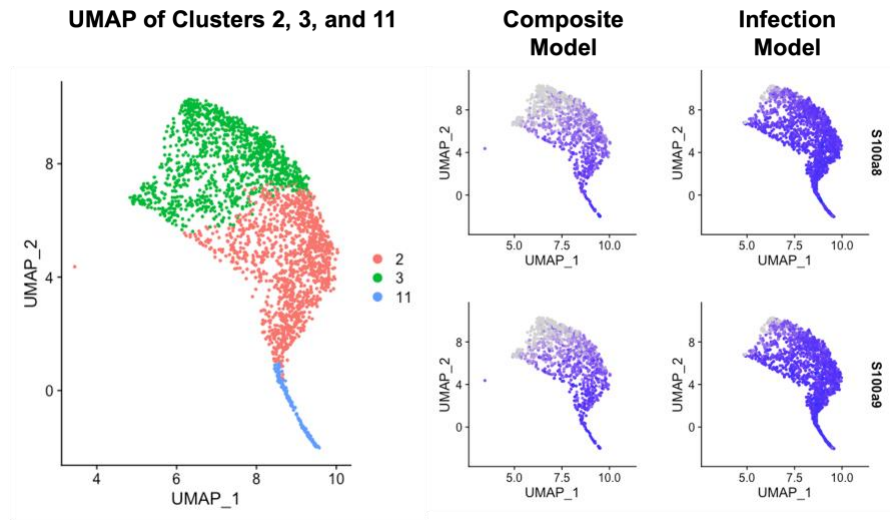 UMAP of Clusters 2, 3, and 11
Composite
Model
Infection
Model
UMAP_2
8
4
0
4
6
8
10
UMAP_1
2
3
11
UMAP_2
8
4
0
5.0
7.5
10.0
UMAP_1
UMAP_2
8
4
0
5.0
7.5
10.0
UMAP_1
S100a8
UMAP_2
8
4
0
5.0
7.5
10.0
UMAP_1
UMAP_2
8
4
0
5.0
7.5
10.0
UMAP_1
S100a9